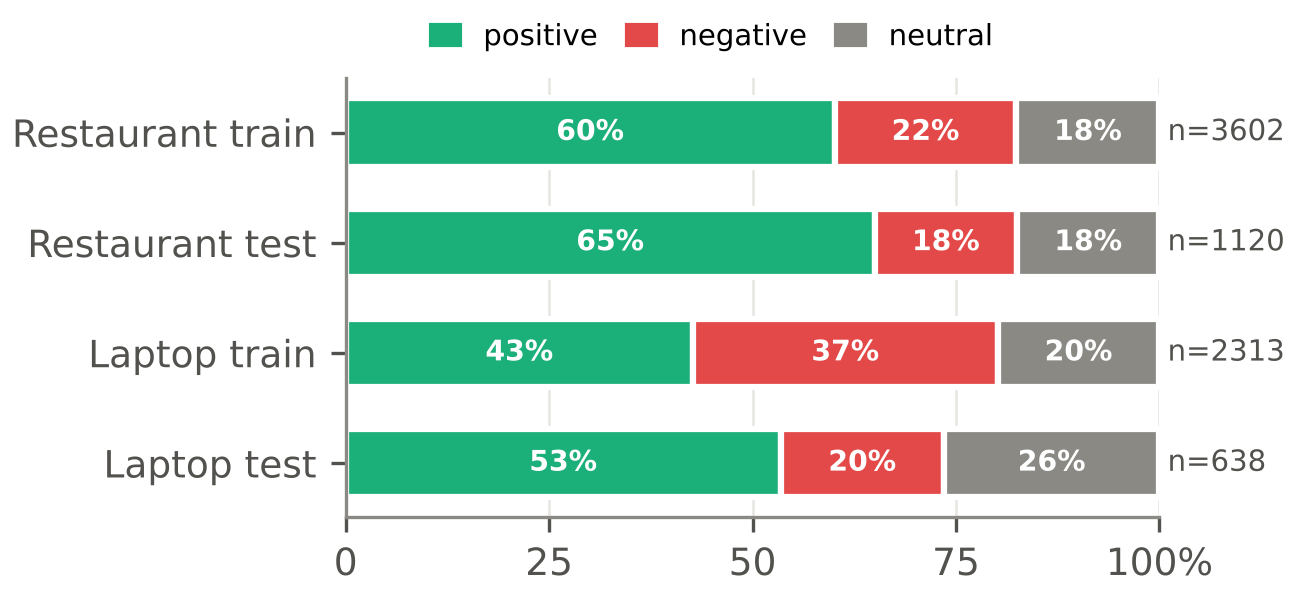 positive negative neutral
Restaurant train 60% 22% 18% n=3602
Restaurant test 65% 18% 18% n=1120
Laptop train 43% 37% 20% n=2313
Laptop test 53% 20% 26% n=638
0 25 50 75 100%